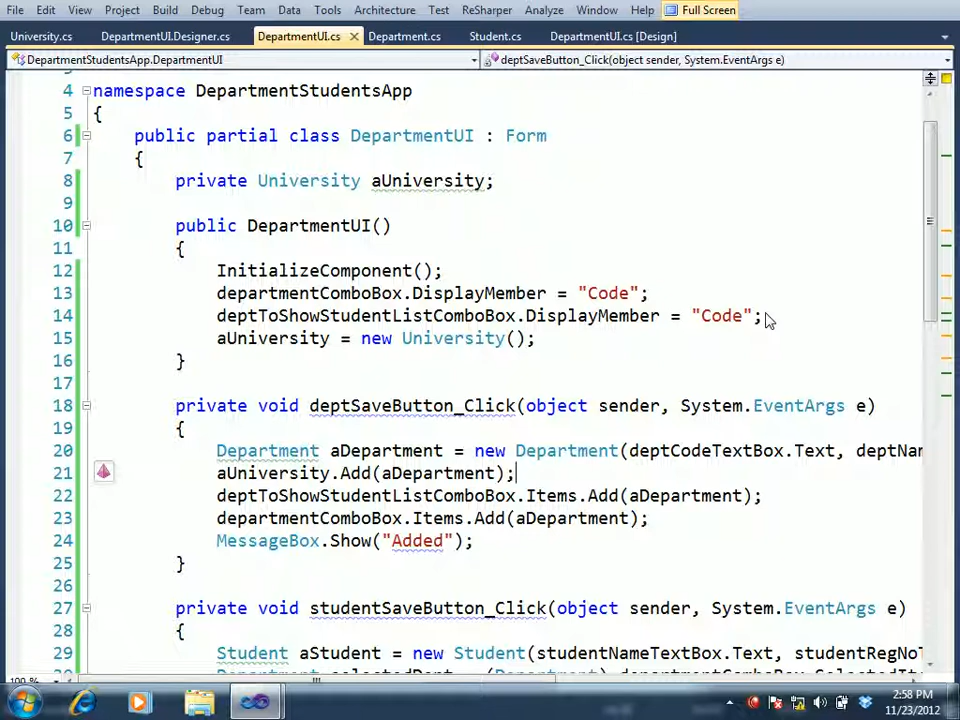 File Edit View Project Build Debug Team Data Tools Architecture Test ReSharper Analyze Window Help Full Screen
University.cs DepartmentUI.Designer.cs DepartmentUI.cs Department.cs Student.cs DepartmentUI.cs [Design]
DepartmentStudentsApp.DepartmentUI deptSaveButton_Click(object sender, System.EventArgs e)
4 namespace DepartmentStudentsApp
5 {
6 public partial class DepartmentUI : Form
7 {
8 private University aUniversity;
9
10 public DepartmentUI()
11 {
12 InitializeComponent();
13 departmentComboBox.DisplayMember = "Code";
14 deptToShowStudentListComboBox.DisplayMember = "Code";
15 aUniversity = new University();
16 }
17
18 private void deptSaveButton_Click(object sender, System.EventArgs e)
19 {
20 Department aDepartment = new Department(deptCodeTextBox.Text, deptNam
21 aUniversity.Add(aDepartment);
22 deptToShowStudentListComboBox.Items.Add(aDepartment);
23 departmentComboBox.Items.Add(aDepartment);
24 MessageBox.Show("Added");
25 }
26
27 private void studentSaveButton_Click(object sender, System.EventArgs e)
28 {
29 Student aStudent = new Student(studentNameTextBox.Text, studentRegNoT
100 %
2:58 PM
11/23/2012